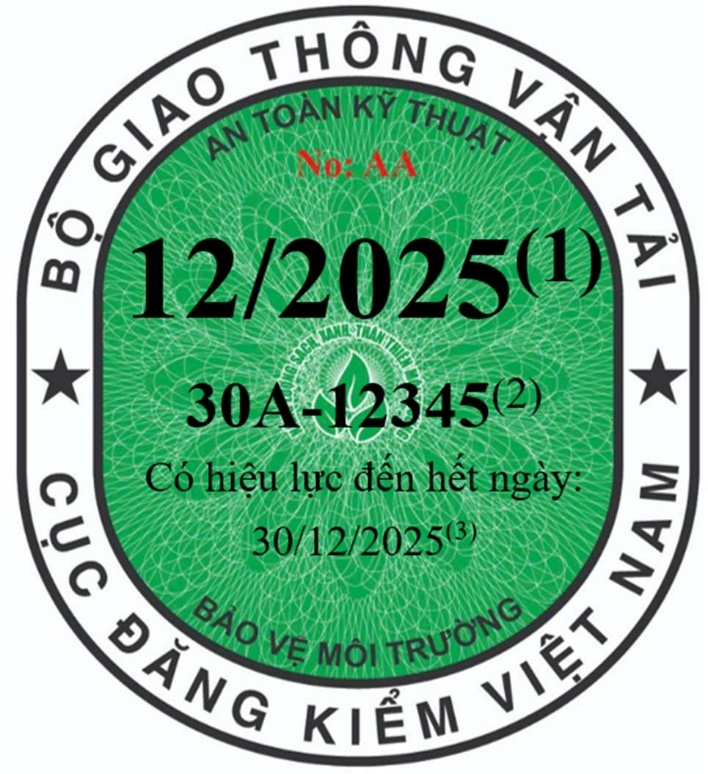 BỘ GIAO THÔNG VẬN TẢI
AN TOÀN KỸ THUẬT
No: AA
12/2025(1)
30A-12345(2)
Có hiệu lực đến hết ngày:
30/12/2025(3)
BẢO VỆ MÔI TRƯỜNG
CỤC ĐĂNG KIỂM VIỆT NAM